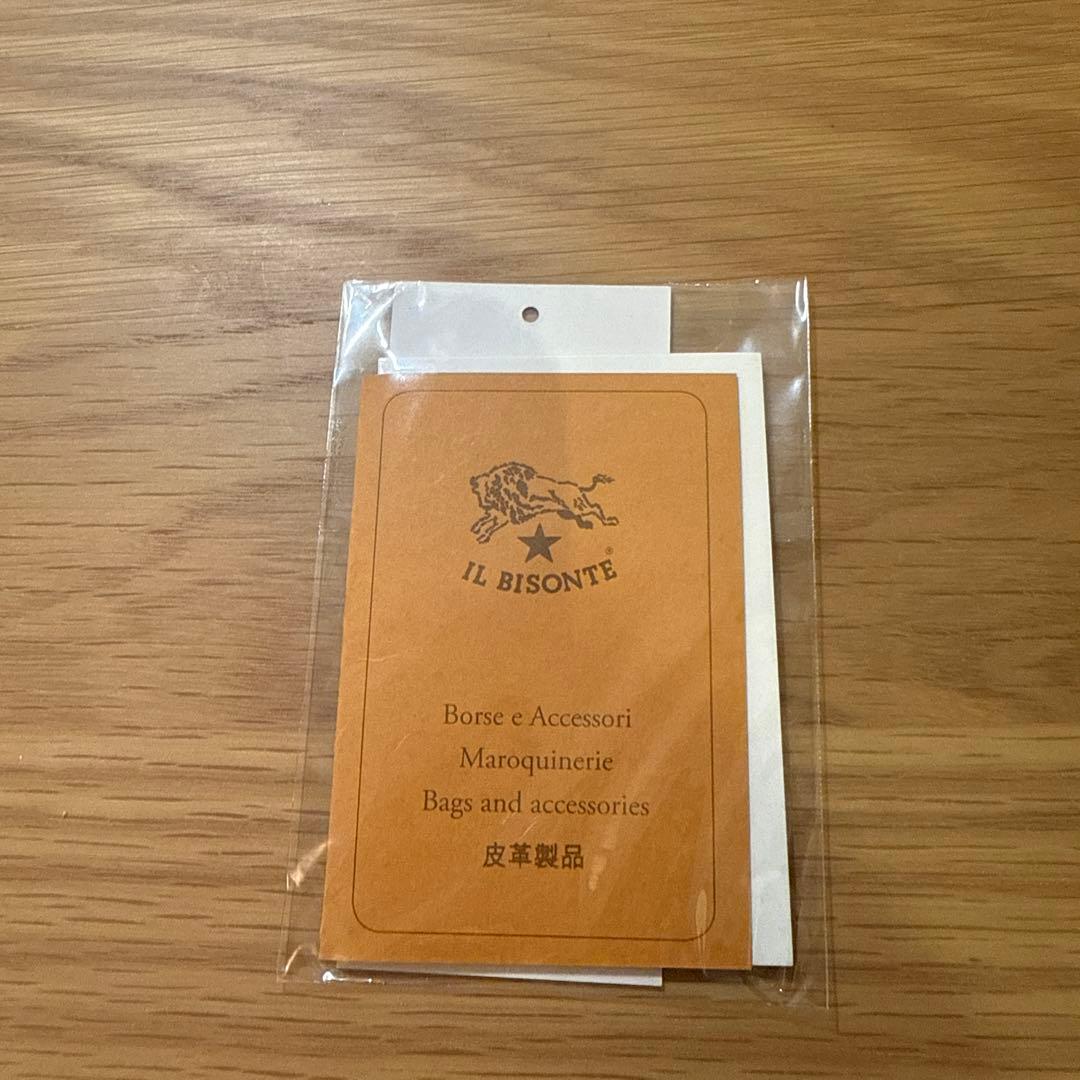 IL BISONTE®
Borse e Accessori
Maroquinerie
Bags and accessories
皮革製品